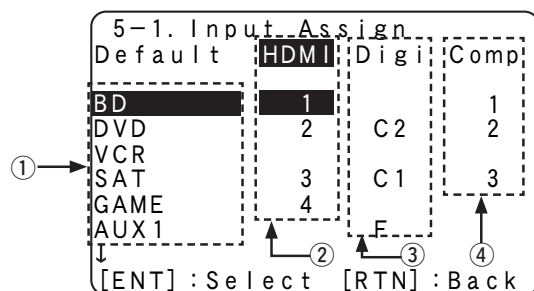 5-1. Input Assign
Default HDMI Digi Comp
BD 1 1
DVD 2 C2 2
VCR
SAT 3 C1 3
GAME 4
AUX1 F
↓
[ENT]:Select [RTN]:Back
① ② ③ ④